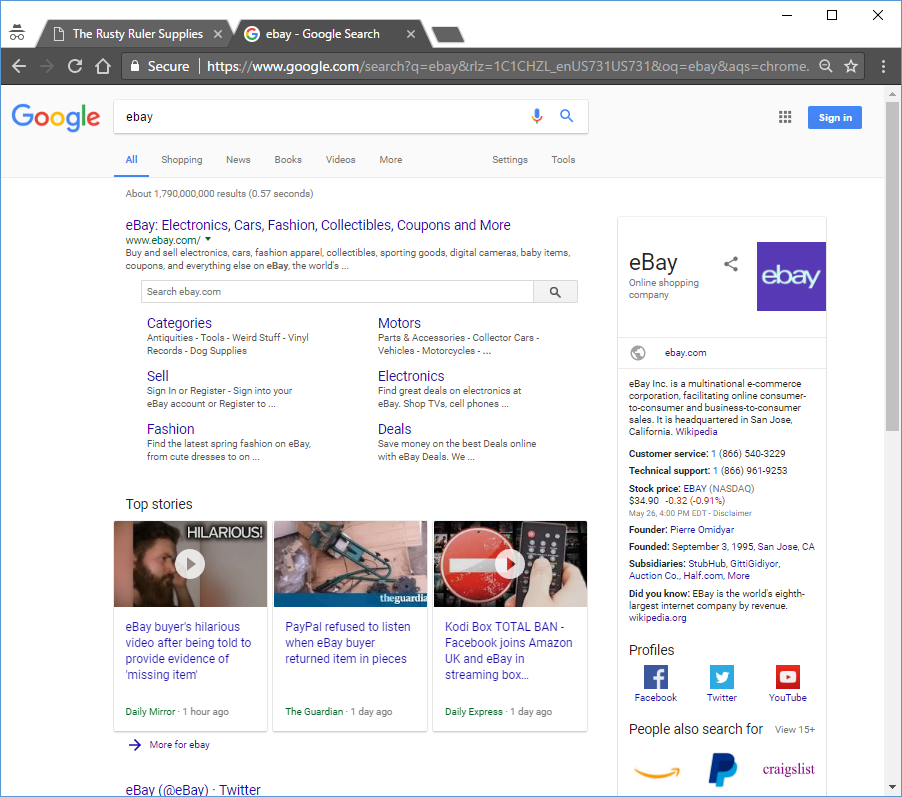 The Rusty Ruler Supplies
ebay - Google Search
Secure
https://www.google.com/search?q=ebay&rlz=1C1CHZL_enUS731US731&oq=ebay&aqs=chrome.
Google
ebay
Sign in
All
Shopping
News
Books
Videos
More
Settings
Tools
About 1,790,000,000 results (0.57 seconds)
eBay: Electronics, Cars, Fashion, Collectibles, Coupons and More
www.ebay.com/
Buy and sell electronics, cars, fashion apparel, collectibles, sporting goods, digital cameras, baby items,
coupons, and everything else on eBay, the world's ...
Search ebay.com
Categories
Antiquities - Tools - Weird Stuff - Vinyl
Records - Dog Supplies
Motors
Parts & Accessories - Collector Cars -
Vehicles - Motorcycles - ...
Sell
Sign In or Register - Sign into your
eBay account or Register to ...
Electronics
Find great deals on electronics at
eBay. Shop TVs, cell phones ...
Fashion
Find the latest spring fashion on eBay,
from cute dresses to on ...
Deals
Save money on the best Deals online
with eBay Deals. We ...
Top stories
HILARIOUS!
eBay buyer's hilarious
video after being told to
provide evidence of
'missing item'
Daily Mirror · 1 hour ago
theguardia
PayPal refused to listen
when eBay buyer
returned item in pieces
The Guardian · 1 day ago
Kodi Box TOTAL BAN -
Facebook joins Amazon
UK and eBay in
streaming box...
Daily Express · 1 day ago
More for ebay
eBay (@eBay) · Twitter
eBay
Online shopping
company
ebay
ebay.com
eBay Inc. is a multinational e-commerce
corporation, facilitating online consumer-
to-consumer and business-to-consumer
sales. It is headquartered in San Jose,
California. Wikipedia
Customer service: 1 (866) 540-3229
Technical support: 1 (866) 961-9253
Stock price: EBAY (NASDAQ)
$34.90 -0.32 (-0.91%)
May 26, 4:00 PM EDT - Disclaimer
Founder: Pierre Omidyar
Founded: September 3, 1995, San Jose, CA
Subsidiaries: StubHub, GittiGidiyor,
Auction Co., Half.com, More
Did you know: EBay is the world's eighth-
largest internet company by revenue.
wikipedia.org
Profiles
Facebook
Twitter
YouTube
People also search for
View 15+
craigslist